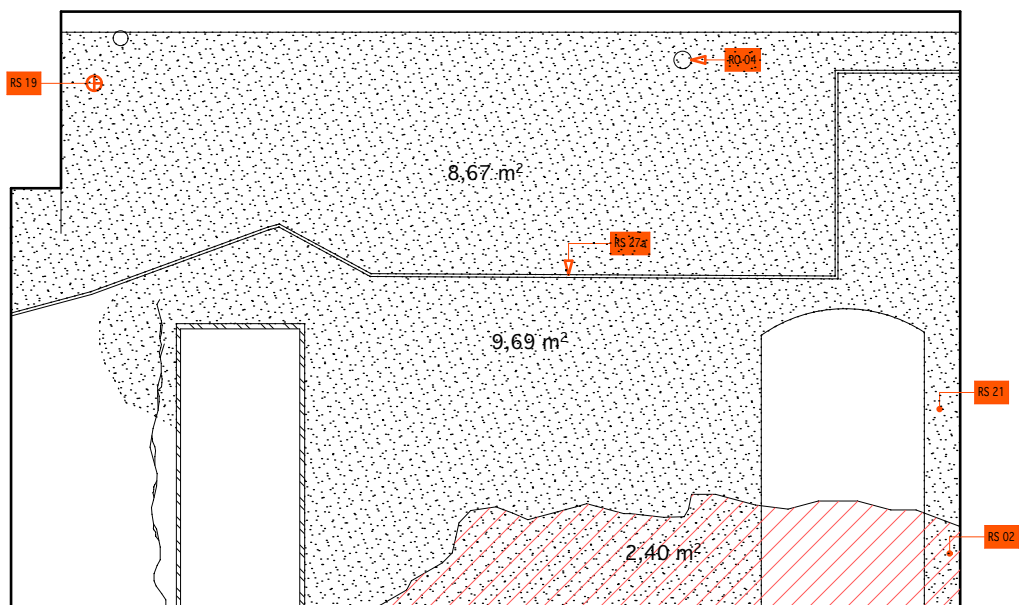 RO 04
RS 19
8,67 m²
RS 27a
9,69 m²
RS 21
RS 02
2,40 m²